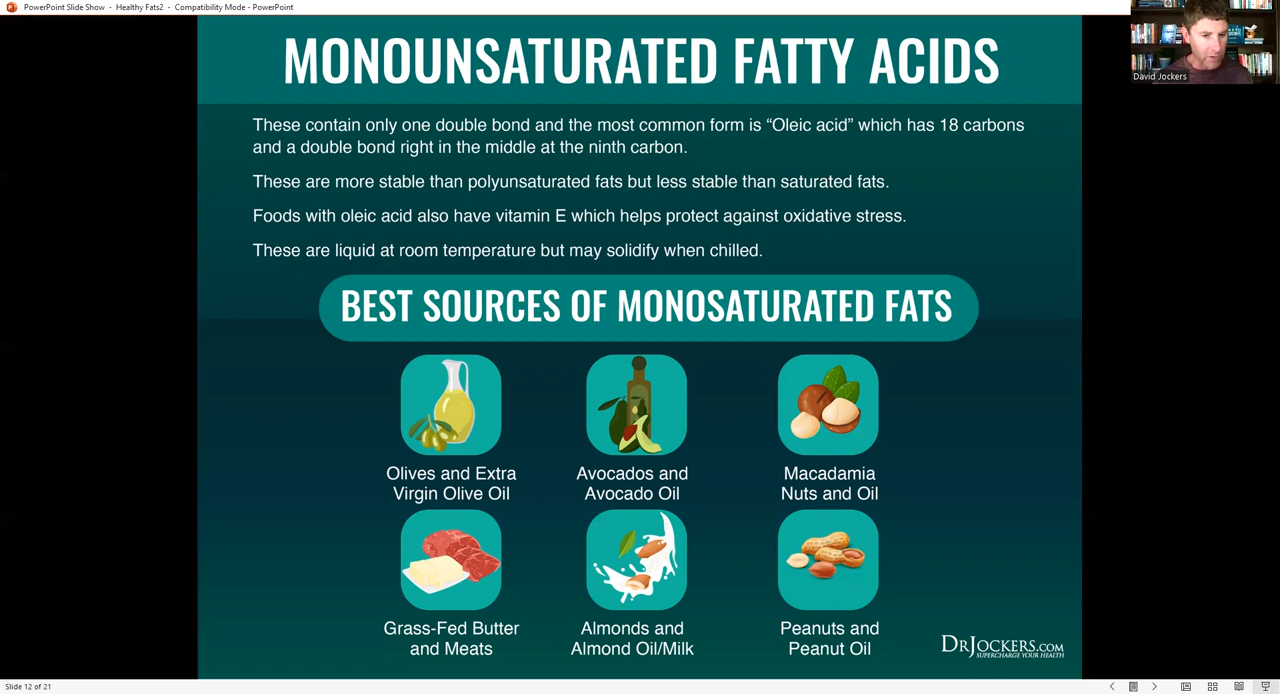 PowerPoint Slide Show - Healthy Fats2 - Compatibility Mode - PowerPoint
David Jockers
MONOUNSATURATED FATTY ACIDS
These contain only one double bond and the most common form is “Oleic acid” which has 18 carbons
and a double bond right in the middle at the ninth carbon.
These are more stable than polyunsaturated fats but less stable than saturated fats.
Foods with oleic acid also have vitamin E which helps protect against oxidative stress.
These are liquid at room temperature but may solidify when chilled.
BEST SOURCES OF MONOSATURATED FATS
Olives and Extra
Virgin Olive Oil
Avocados and
Avocado Oil
Macadamia
Nuts and Oil
Grass-Fed Butter
and Meats
Almonds and
Almond Oil/Milk
Peanuts and
Peanut Oil
DRJOCKERS.COM
SUPERCHARGE YOUR HEALTH
Slide 12 of 21